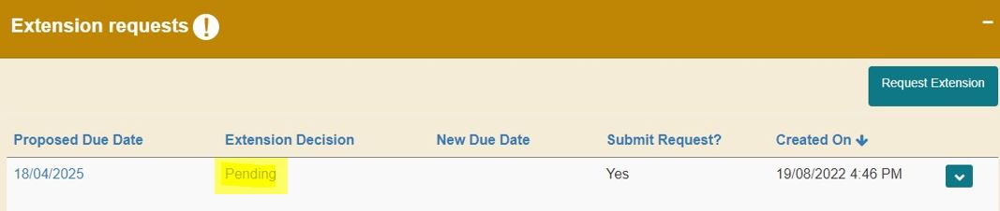 Extension requests !
Request Extension
Proposed Due Date Extension Decision New Due Date Submit Request? Created On
18/04/2025 Pending Yes 19/08/2022 4:46 PM